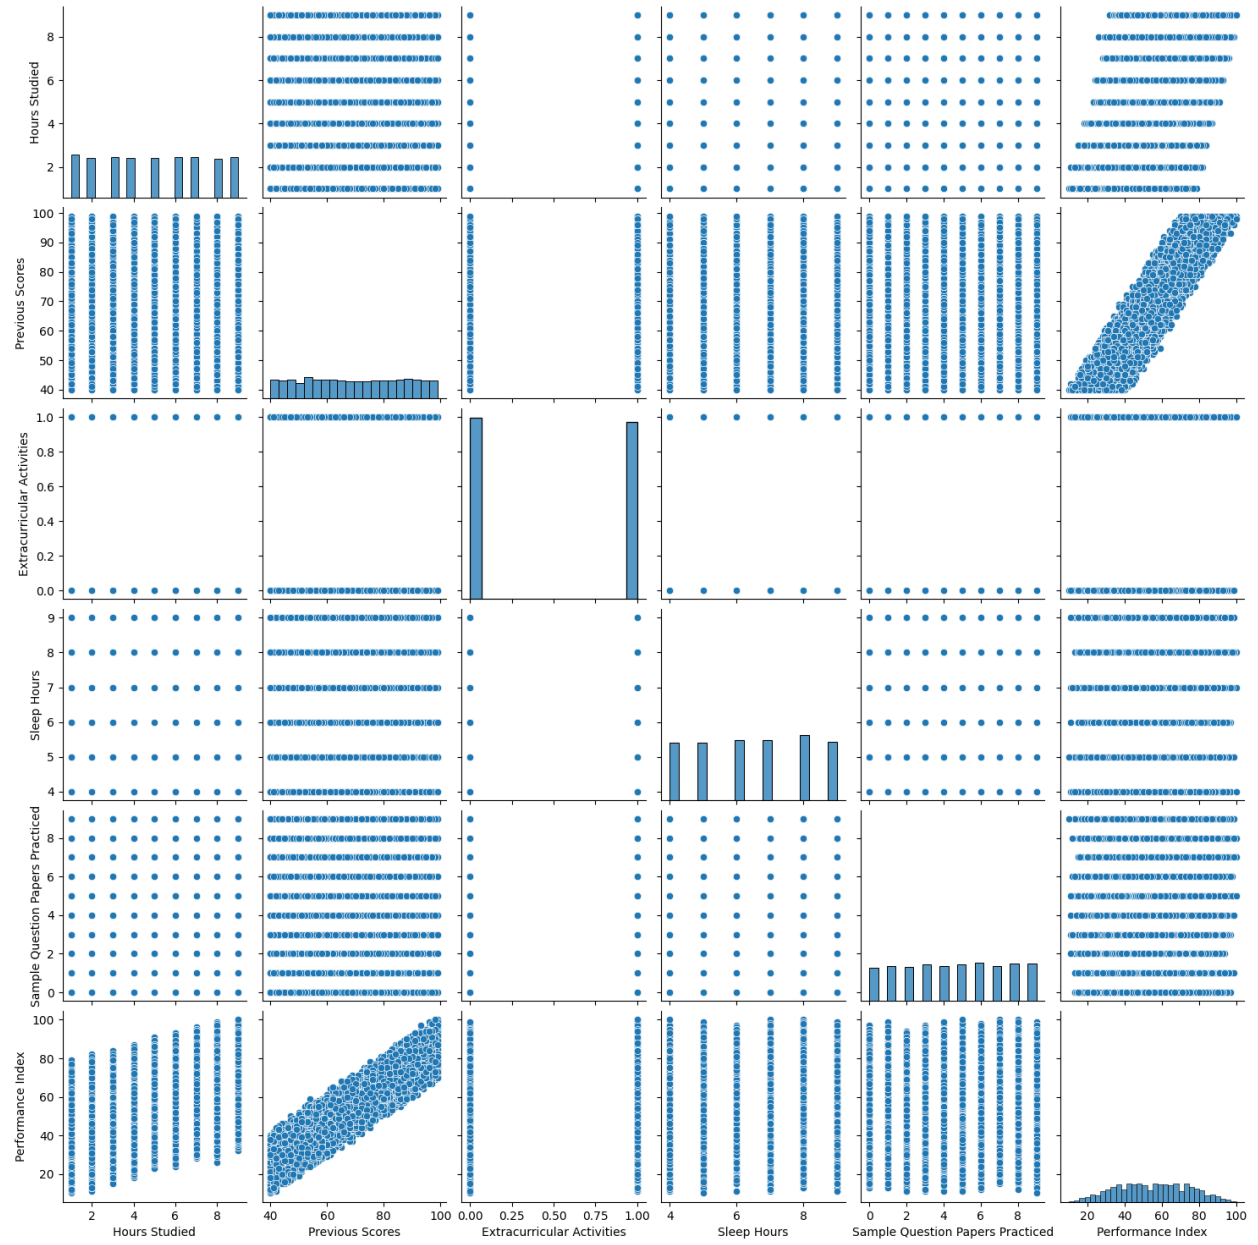 Hours Studied
8
6
4
2
Previous Scores
100
90
80
70
60
50
40
Extracurricular Activities
1.0
0.8
0.6
0.4
0.2
0.0
Sleep Hours
9
8
7
6
5
4
Sample Question Papers Practiced
8
6
4
2
0
Performance Index
100
80
60
40
20
2 4 6 8
40 60 80 100
0.00 0.25 0.50 0.75 1.00
4 6 8
0 2 4 6 8
20 40 60 80 100
Hours Studied
Previous Scores
Extracurricular Activities
Sleep Hours
Sample Question Papers Practiced
Performance Index